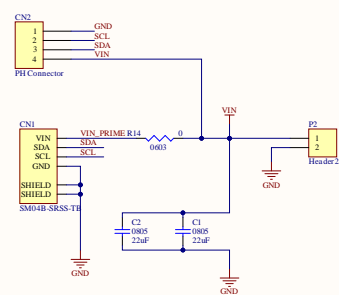 CN2
1 GND
2 SCL
3 SDA
4 VIN
PH Connector
CN1
VIN VIN_PRIME R14 0
SDA SDA
SCL SCL
GND
SHIELD
SHIELD
SM04B-SRSS-TB
0603
VIN
P2
1
2
Header2
GND
C2
0805
22uF
C1
0805
22uF
GND
GND